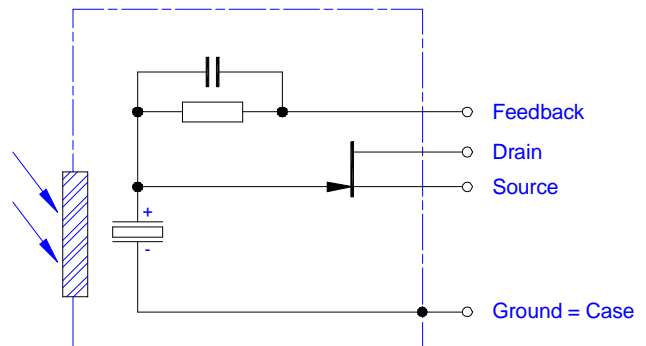 Feedback
Drain
Source
+
-
Ground = Case